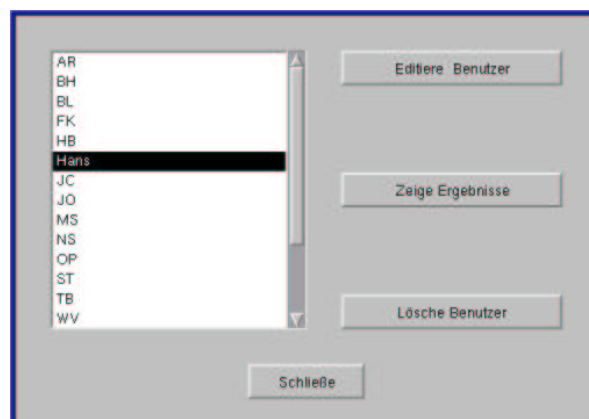 AR
BH
BL
FK
HB
Hans
JC
JO
MS
NS
OP
ST
TB
WV
Editiere Benutzer
Zeige Ergebnisse
Lösche Benutzer
Schließe